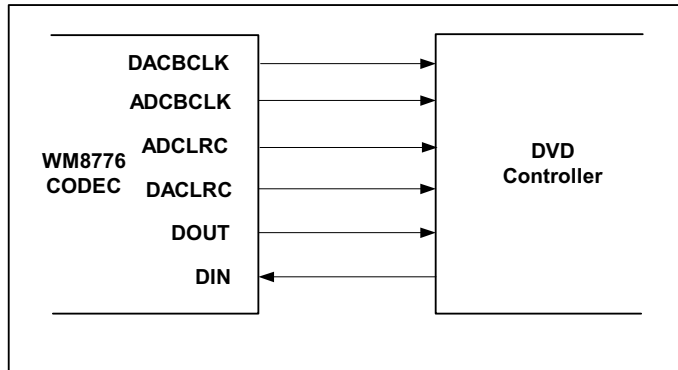 DACBCLK
ADCBCLK
ADCLRC
WM8776
CODEC
DACLRC
DOUT
DIN
DVD
Controller